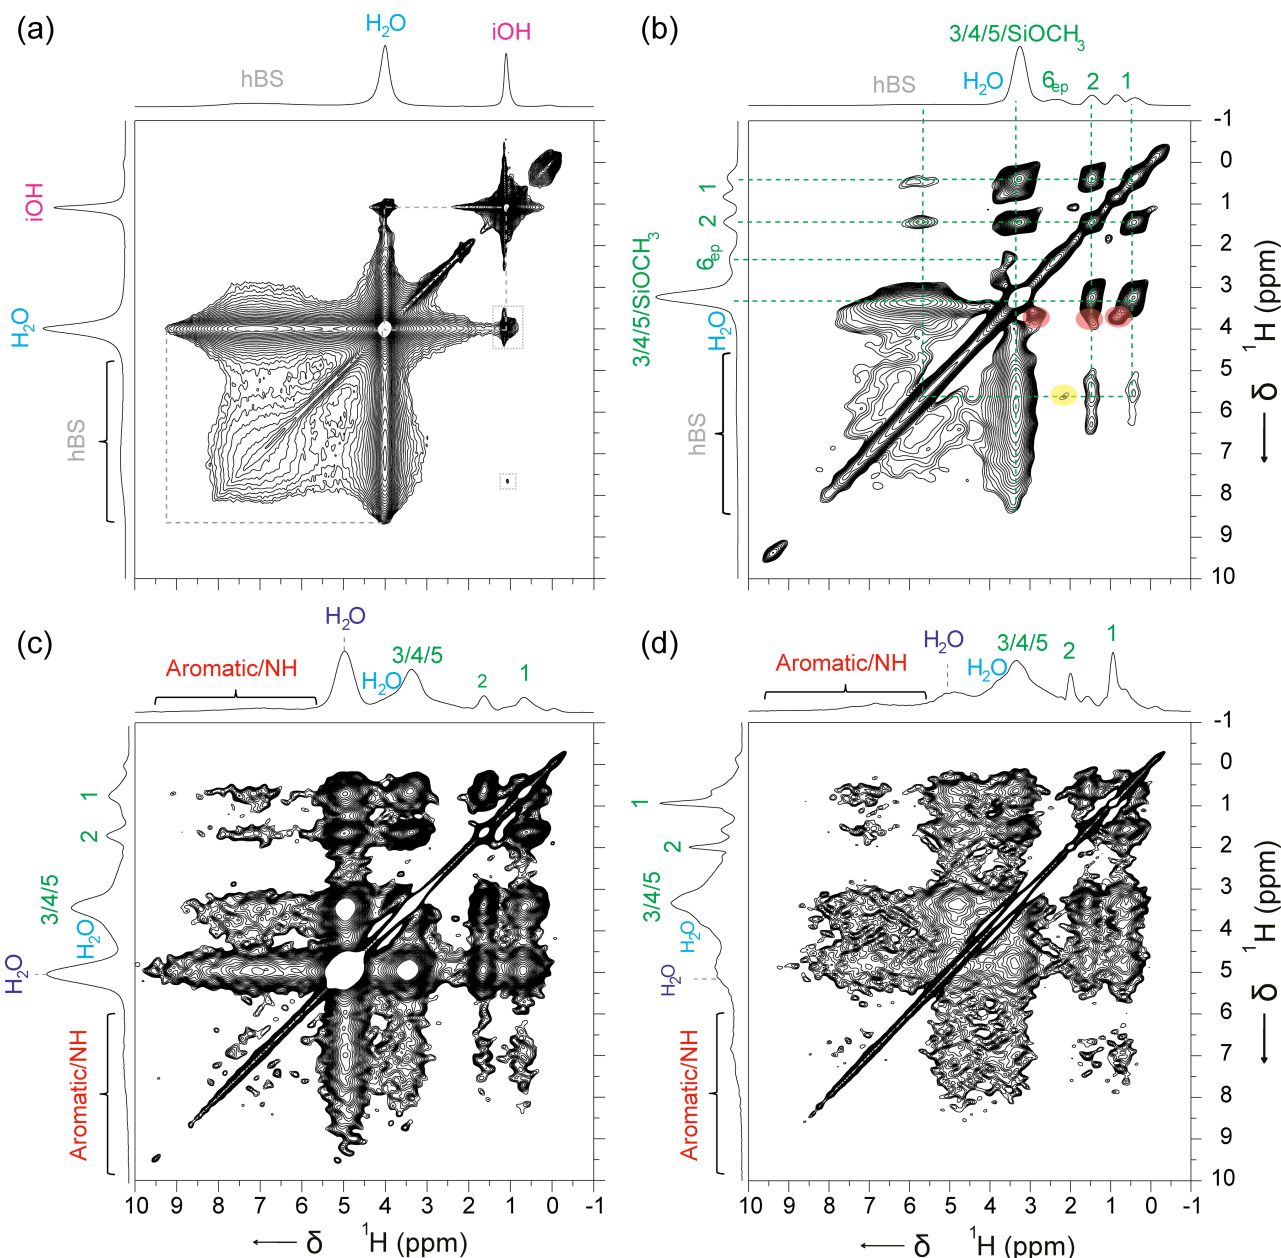 (a)
H₂O
iOH
hBS
iOH
H₂O
hBS
(b)
3/4/5/SiOCH₃
hBS
H₂O
6ep
2
1
1
2
6ep
3/4/5/SiOCH₃
H₂O
hBS
-1
0
1
2
3
4
5
6
7
8
9
10
¹H (ppm)
δ
(c)
H₂O
Aromatic/NH
3/4/5
H₂O
2
1
1
2
3/4/5
H₂O
H₂O
Aromatic/NH
10 9 8 7 6 5 4 3 2 1 0 -1
δ ¹H (ppm)
(d)
1
3/4/5
H₂O
Aromatic/NH
H₂O
2
1
2
3/4/5
H₂O
H₂O
Aromatic/NH
-1
0
1
2
3
4
5
6
7
8
9
10
¹H (ppm)
δ
10 9 8 7 6 5 4 3 2 1 0 -1
δ ¹H (ppm)